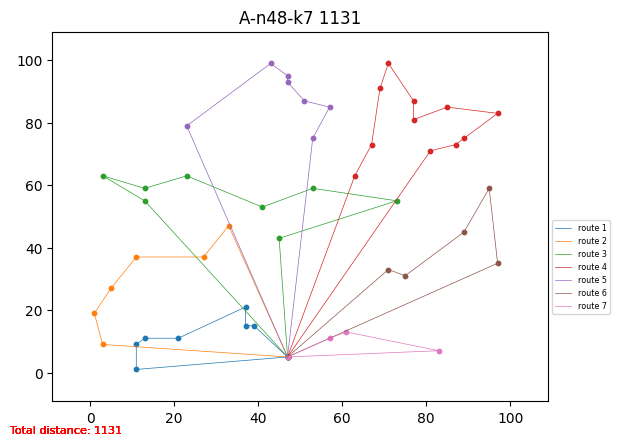 A-n48-k7 1131
100
80
60
40
20
0
0 20 40 60 80 100
route 1
route 2
route 3
route 4
route 5
route 6
route 7
Total distance: 1131